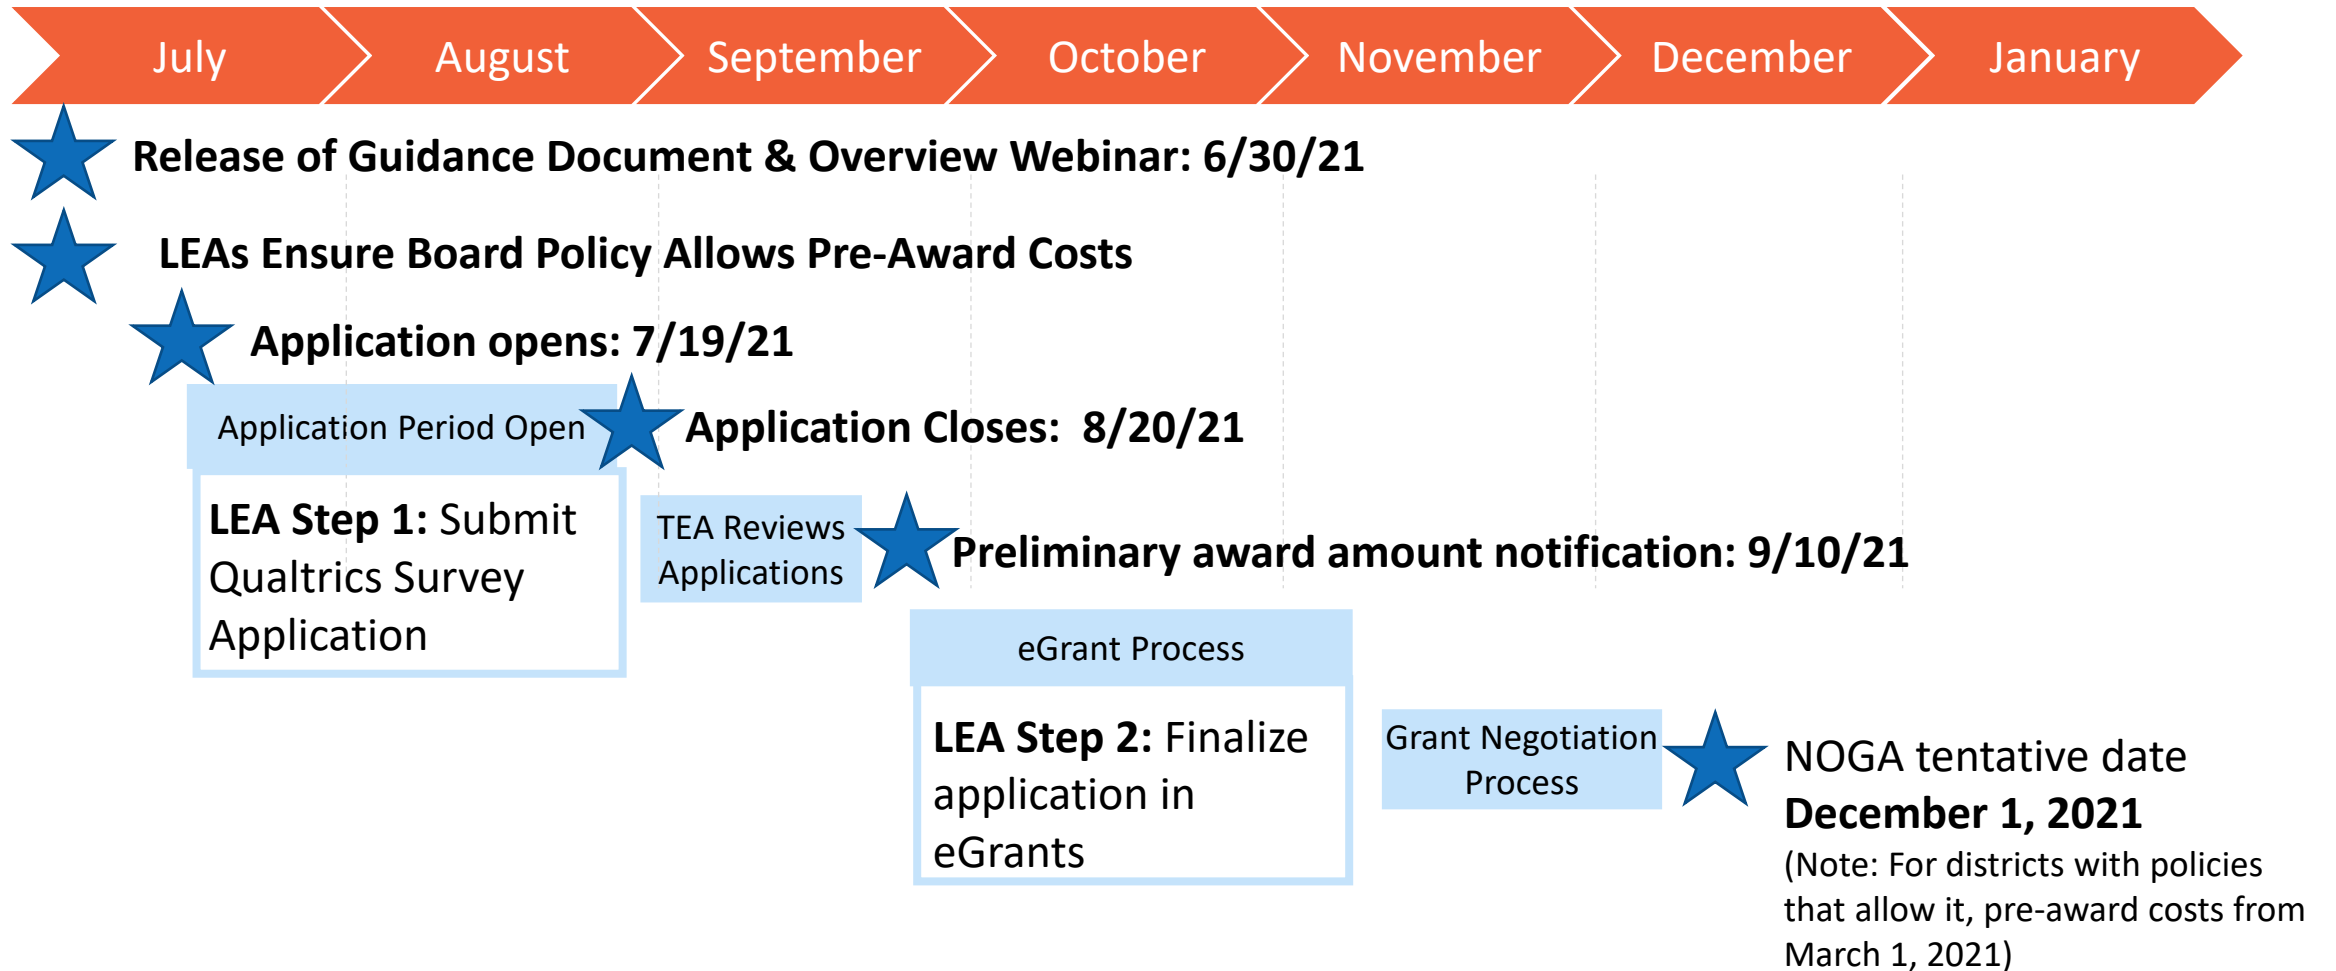 July
August
September
October
November
December
January
Release of Guidance Document & Overview Webinar: 6/30/21
LEAs Ensure Board Policy Allows Pre-Award Costs
Application opens: 7/19/21
Application Period Open
Application Closes: 8/20/21
LEA Step 1: Submit
Qualtrics Survey
Application
TEA Reviews
Applications
Preliminary award amount notification: 9/10/21
eGrant Process
LEA Step 2: Finalize
application in
eGrants
Grant Negotiation
Process
NOGA tentative date
December 1, 2021
(Note: For districts with policies
that allow it, pre-award costs from
March 1, 2021)